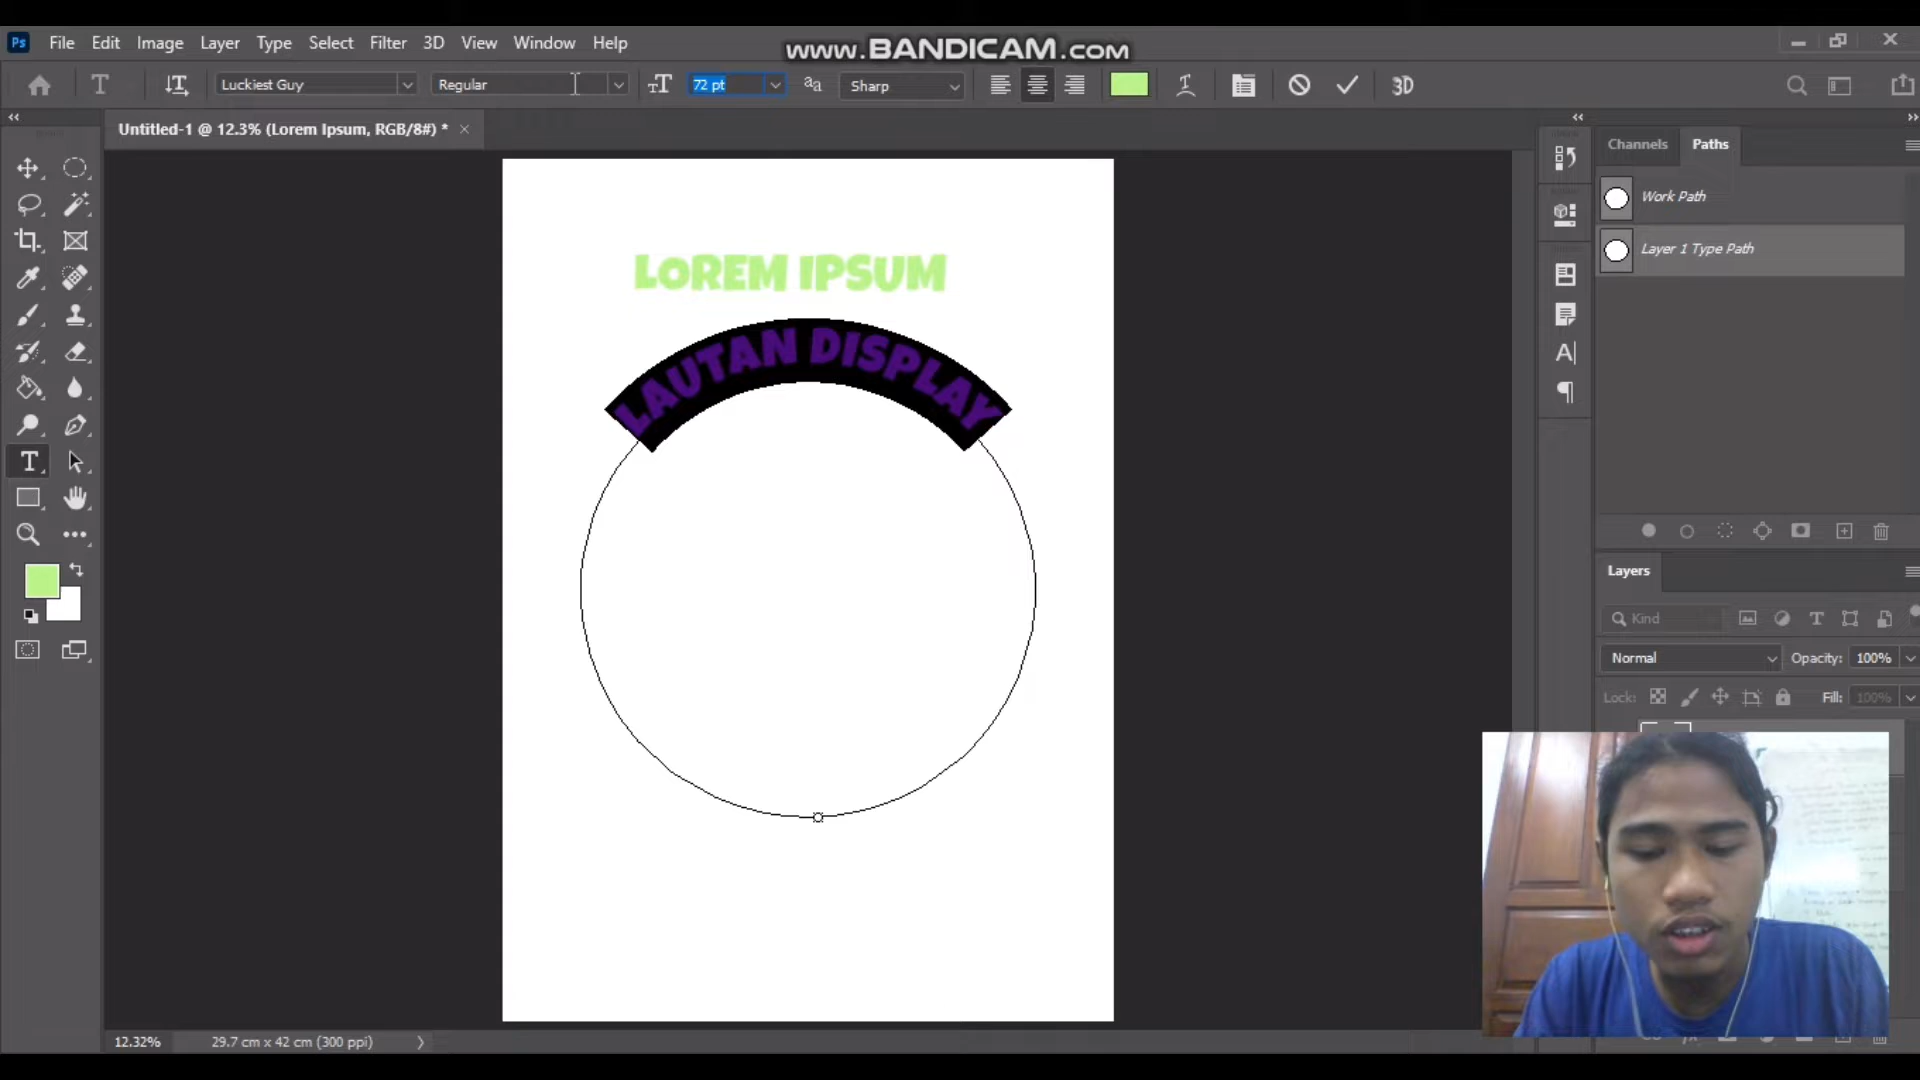 www.BANDICAM.com
Ps File Edit Image Layer Type Select Filter 3D View Window Help
T Luckiest Guy Regular 72 pt Sharp 3D
Untitled-1 @ 12.3% (Lorem Ipsum, RGB/8#) *
Channels Paths
Work Path
Layer 1 Type Path
LOREM IPSUM
LAUTAN DISPLAY
Layers
Kind
Normal Opacity: 100%
Lock: Fill: 100%
12.32% 29.7 cm x 42 cm (300 ppi)